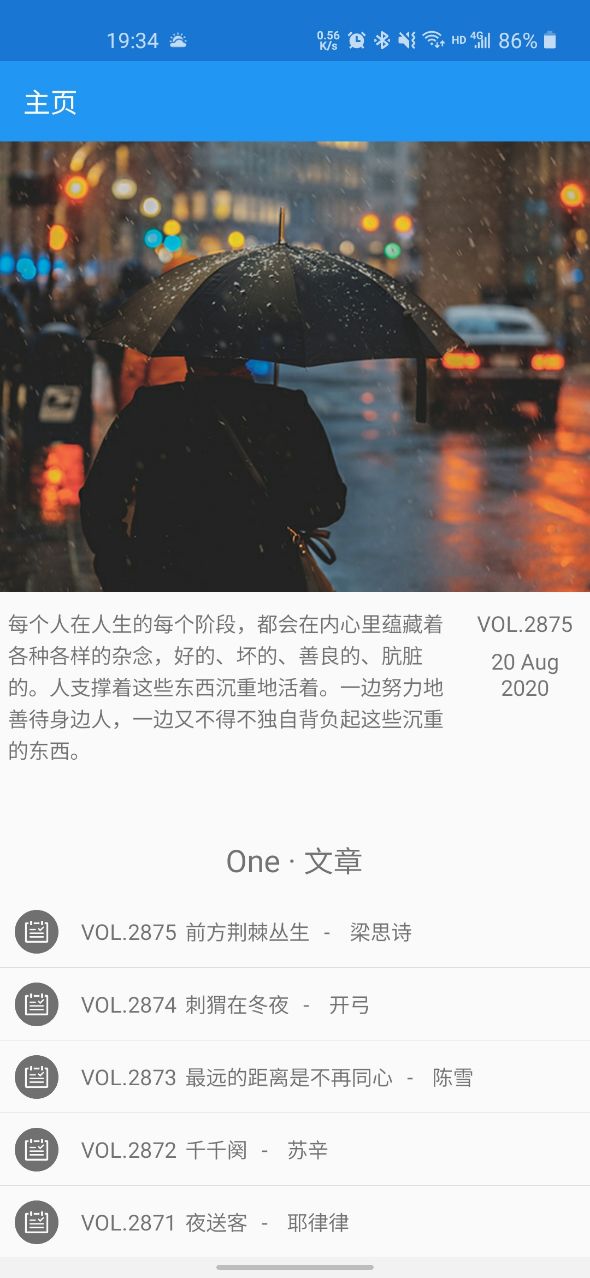 19:34
0.56 K/s HD 4G 86%
主页
每个人在人生的每个阶段，都会在内心里蕴藏着
各种各样的杂念，好的、坏的、善良的、肮脏
的。人支撑着这些东西沉重地活着。一边努力地
善待身边人，一边又不得不独自背负起这些沉重
的东西。
VOL.2875
20 Aug
2020
One · 文章
VOL.2875 前方荆棘丛生 - 梁思诗
VOL.2874 刺猬在冬夜 - 开弓
VOL.2873 最远的距离是不再同心 - 陈雪
VOL.2872 千千阕 - 苏辛
VOL.2871 夜送客 - 耶律律